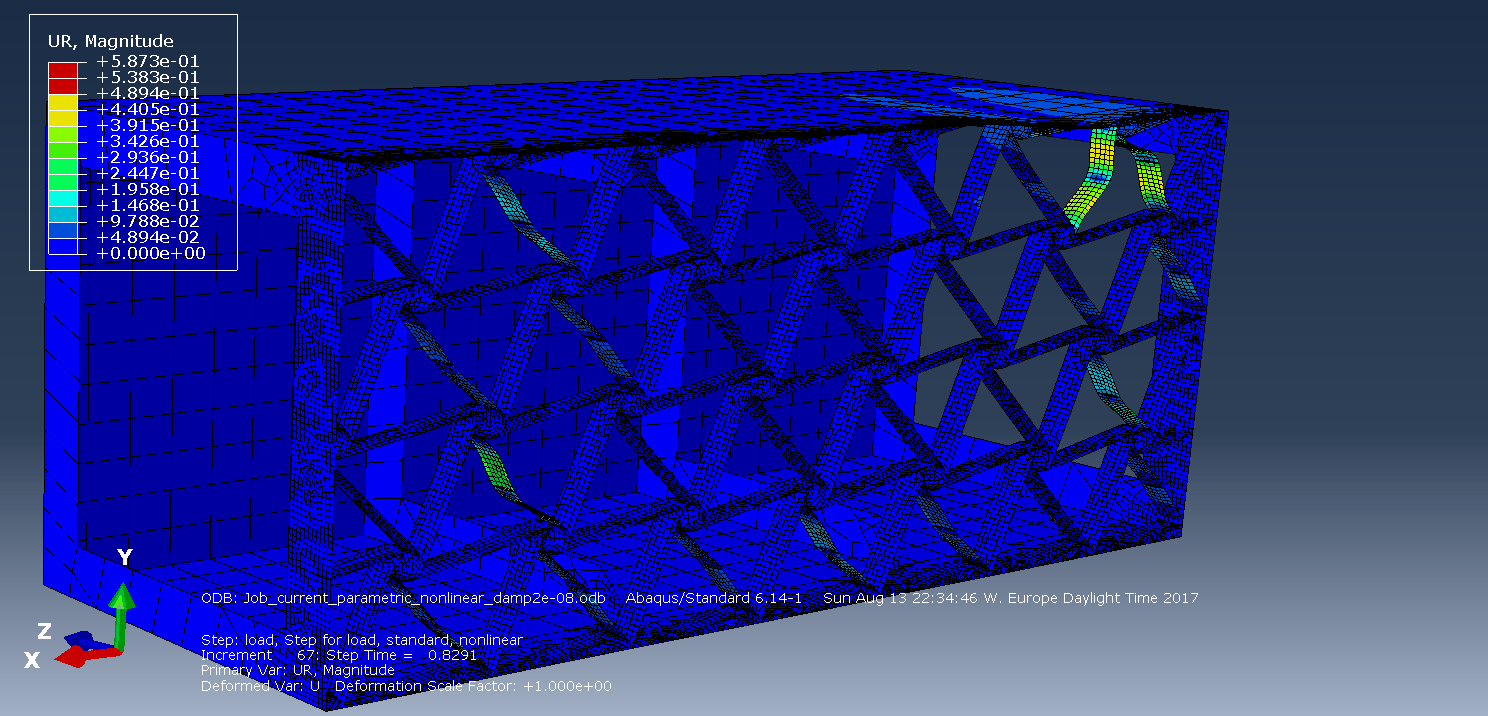 UR, Magnitude
+5.873e-01
+5.383e-01
+4.894e-01
+4.405e-01
+3.915e-01
+3.426e-01
+2.936e-01
+2.447e-01
+1.958e-01
+1.468e-01
+9.788e-02
+4.894e-02
+0.000e+00
Y
Z
X
ODB: Job_current_parametric_nonlinear_damp2e-08.odb Abaqus/Standard 6.14-1 Sun Aug 13 22:34:46 W. Europe Daylight Time 2017
Step: load, Step for load, standard, nonlinear
Increment 67: Step Time = 0.8291
Primary Var: UR, Magnitude
Deformed Var: U Deformation Scale Factor: +1.000e+00